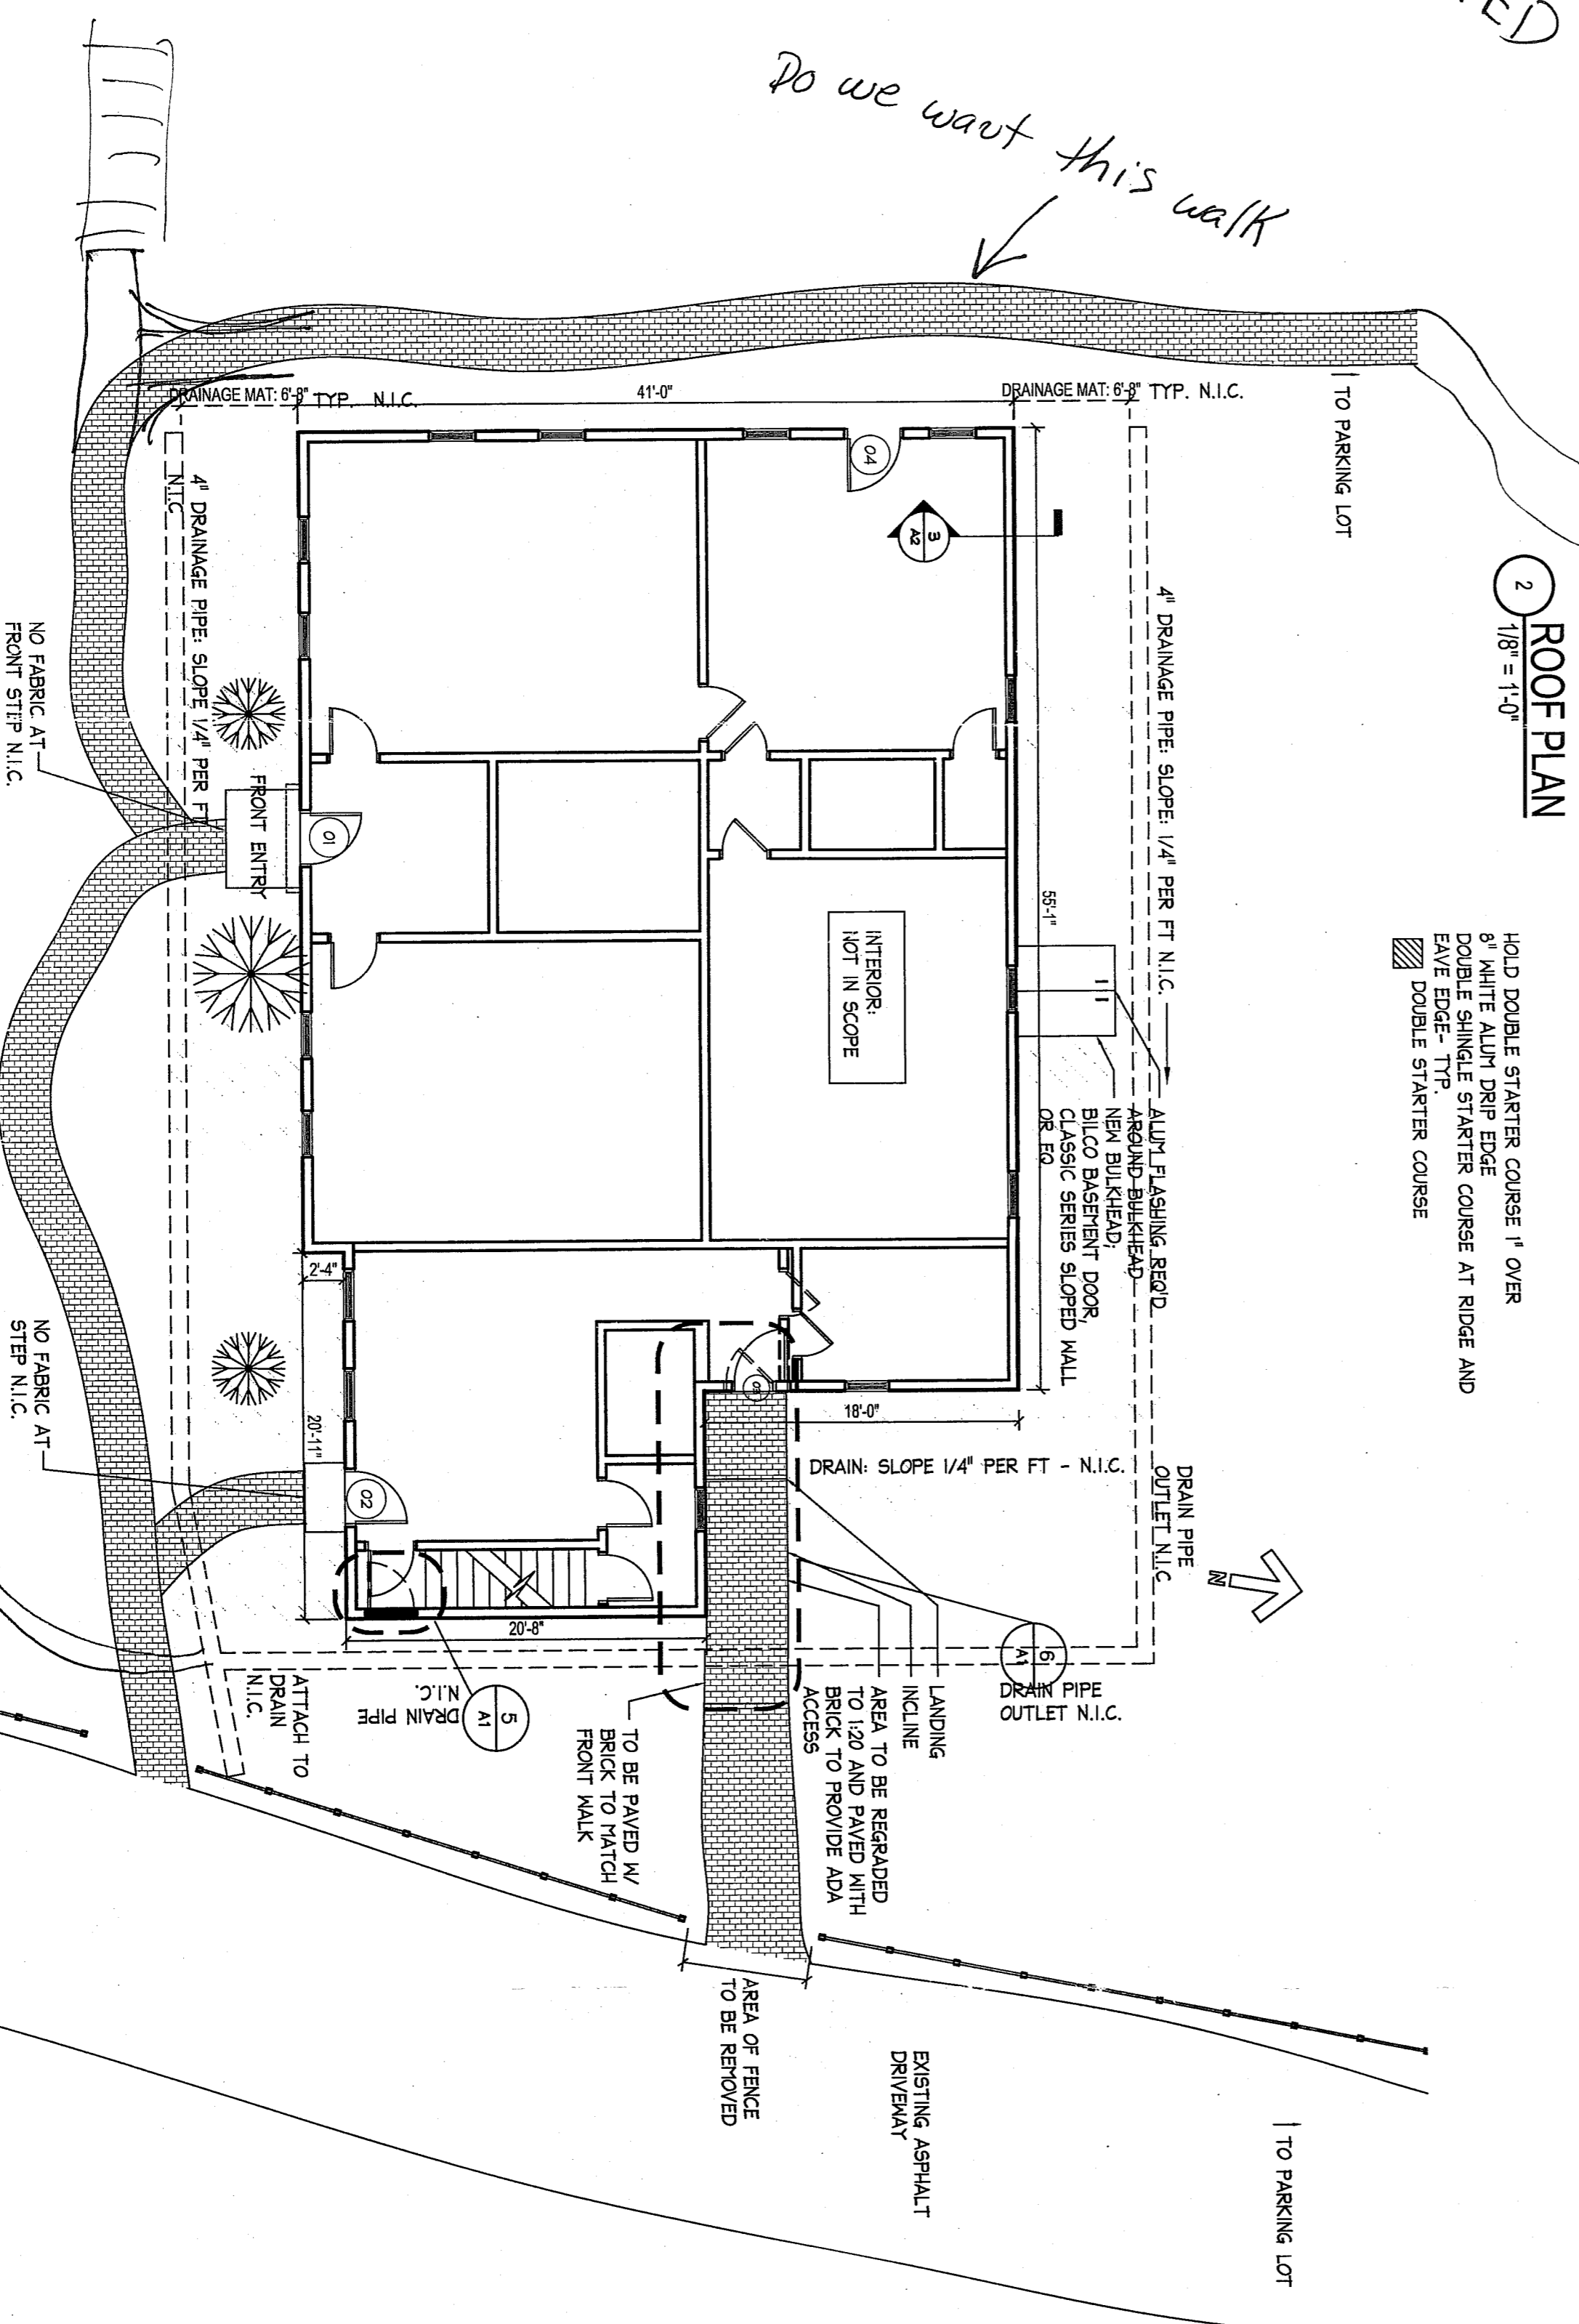 Do we want this walk
2
ROOF PLAN
1/8" = 1'-0"
HOLD DOUBLE STARTER COURSE 1" OVER
8" WHITE ALUM DRIP EDGE
DOUBLE SHINGLE STARTER COURSE AT RIDGE AND
EAVE EDGE- TYP.
DOUBLE STARTER COURSE
TO PARKING LOT
DRAINAGE MAT: 6'-8" TYP. N.I.C.
41'-0"
DRAINAGE MAT: 6'-8" TYP. N.I.C.
4" DRAINAGE PIPE: SLOPE: 1/4" PER FT N.I.C.
04
3
A2
55'-1"
ALUM FLASHING REQ'D
AROUND BULKHEAD
NEW BULKHEAD;
BILCO BASEMENT DOOR,
CLASSIC SERIES SLOPED WALL
OR EQ
INTERIOR:
NOT IN SCOPE
4" DRAINAGE PIPE: SLOPE 1/4" PER FT
N.I.C
FRONT ENTRY
01
NO FABRIC AT
FRONT STEP N.I.C.
2'-4"
20'-11"
02
NO FABRIC AT
STEP N.I.C.
03
18'-0"
DRAIN: SLOPE 1/4" PER FT - N.I.C.
DRAIN PIPE
OUTLET N.I.C
N
20'-8"
6
A1
DRAIN PIPE
OUTLET N.I.C.
LANDING
INCLINE
AREA TO BE REGRADED
TO 1:20 AND PAVED WITH
BRICK TO PROVIDE ADA
ACCESS
5
A1
DRAIN PIPE
N.I.C.
TO BE PAVED W/
BRICK TO MATCH
FRONT WALK
ATTACH TO
DRAIN
N.I.C.
AREA OF FENCE
TO BE REMOVED
EXISTING ASPHALT
DRIVEWAY
TO PARKING LOT